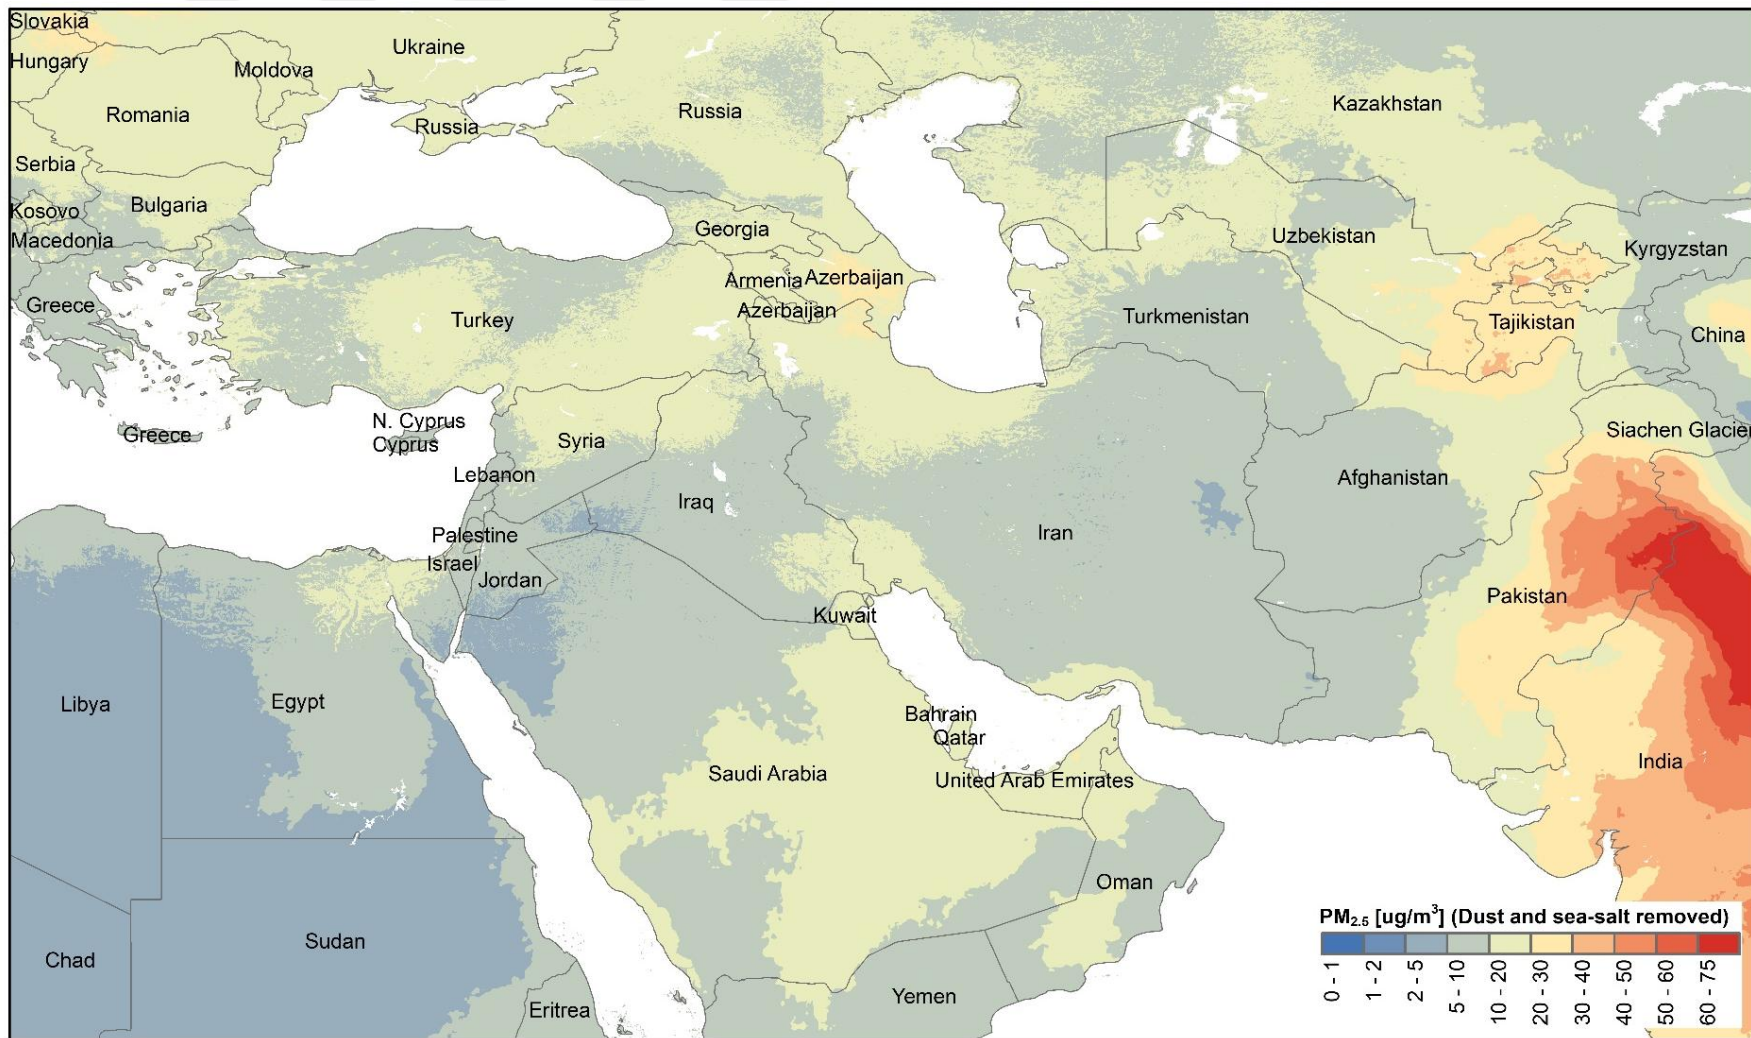 Slovakia
Ukraine
Hungary
Moldova
Kazakhstan
Romania
Russia
Russia
Serbia
Bulgaria
Kosovo
Macedonia
Georgia
Uzbekistan
Kyrgyzstan
Armenia
Azerbaijan
Greece
Azerbaijan
Turkey
Turkmenistan
Tajikistan
China
N. Cyprus
Cyprus
Greece
Syria
Siachen Glacier
Lebanon
Iraq
Afghanistan
Palestine
Iran
Israel
Jordan
Kuwait
Pakistan
Libya
Egypt
Bahrain
Qatar
Saudi Arabia
United Arab Emirates
India
Oman
Sudan
Chad
Yemen
Eritrea
PM2.5 [ug/m³] (Dust and sea-salt removed)
0 - 1
1 - 2
2 - 5
5 - 10
10 - 20
20 - 30
30 - 40
40 - 50
50 - 60
60 - 75